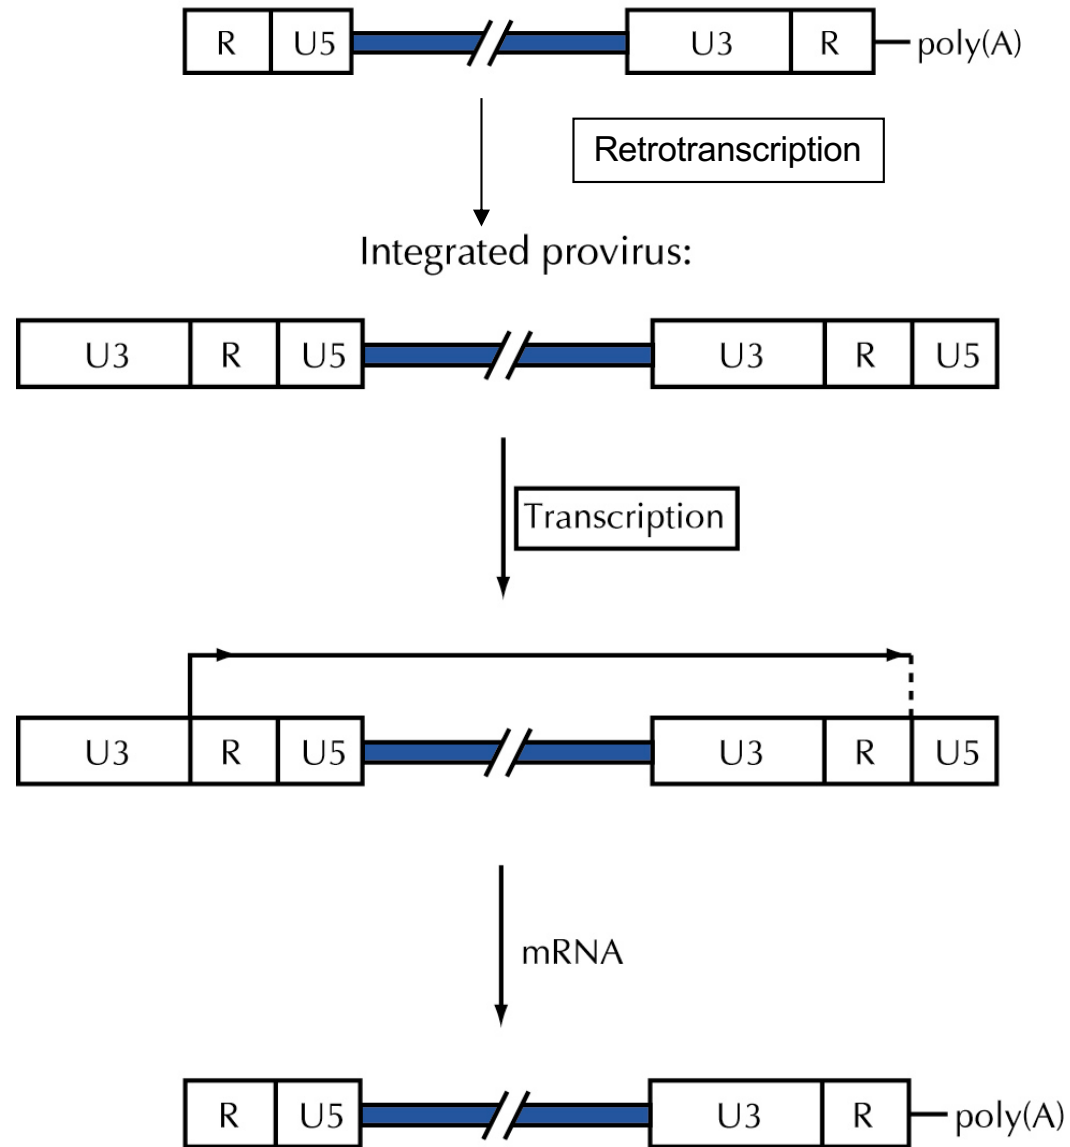 R U5 U3 R poly(A)
Retrotranscription
Integrated provirus:
U3 R U5 U3 R U5
Transcription
U3 R U5 U3 R U5
mRNA
R U5 U3 R poly(A)